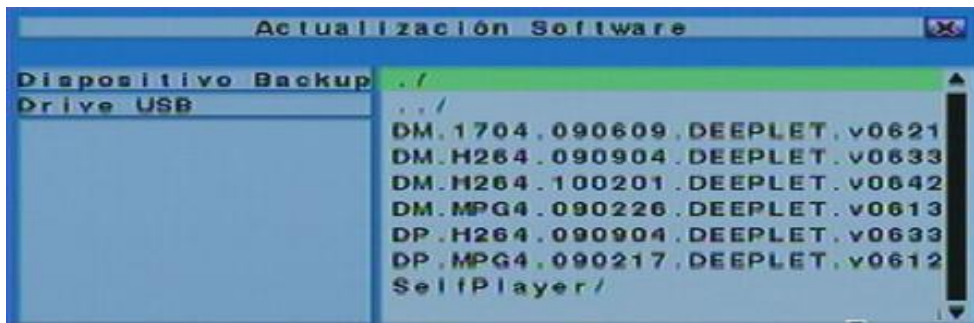 Actualización Software
Dispositivo Backup
Drive USB
./
../
DM.1704.090609.DEEPLET.v0621
DM.H264.090904.DEEPLET.v0633
DM.H264.100201.DEEPLET.v0642
DM.MPG4.090226.DEEPLET.v0613
DP.H264.090904.DEEPLET.v0633
DP.MPG4.090217.DEEPLET.v0612
SelfPlayer/